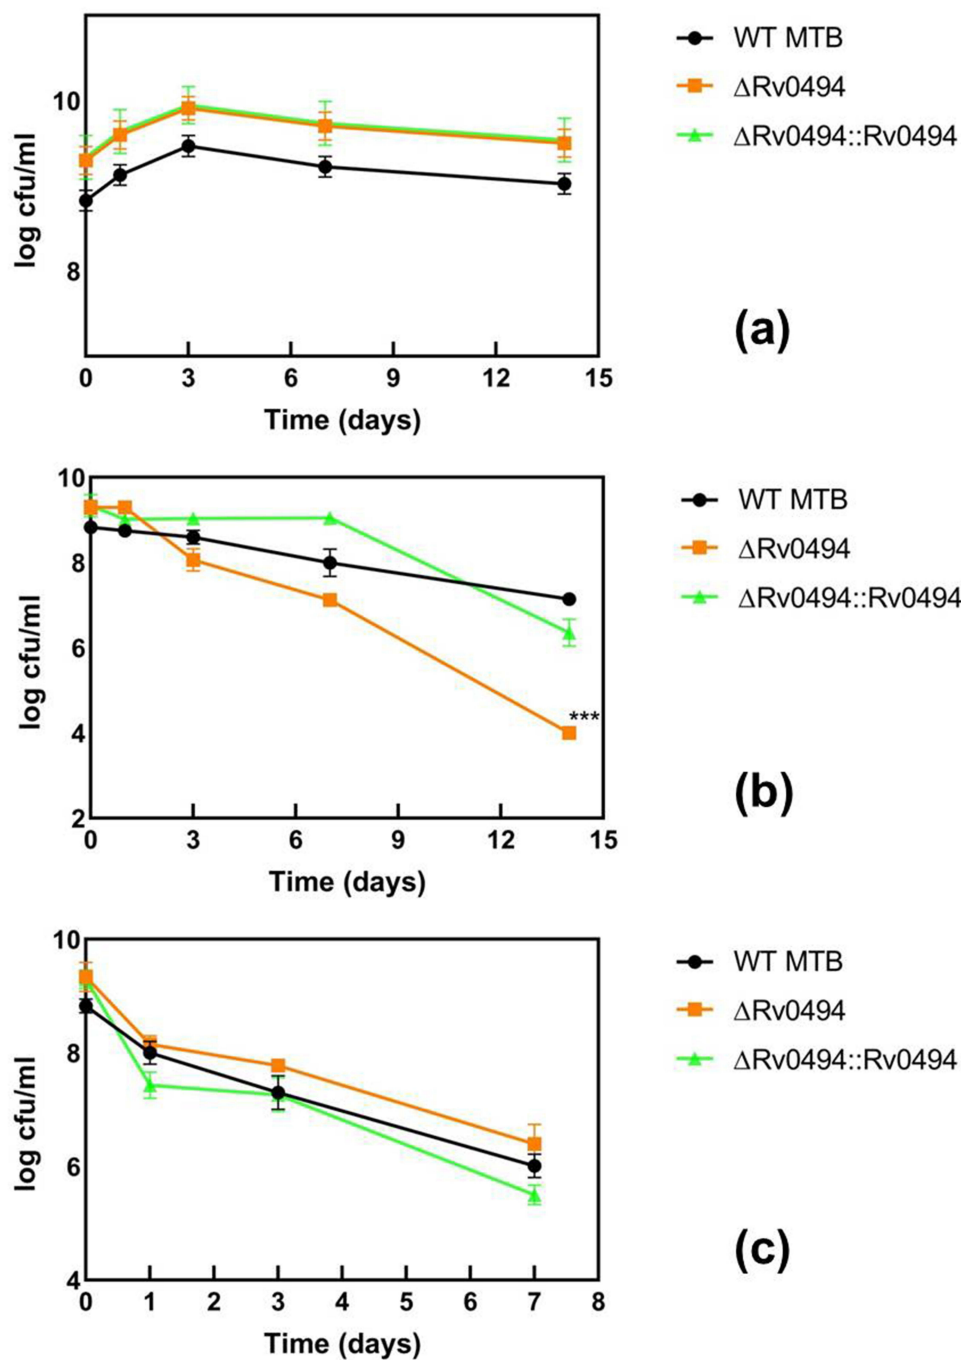 WT MTB
ΔRv0494
ΔRv0494::Rv0494
log cfu/ml
10
8
0 3 6 9 12 15
Time (days)
(a)
WT MTB
ΔRv0494
ΔRv0494::Rv0494
log cfu/ml
10
8
6
4
2
***
0 3 6 9 12 15
Time (days)
(b)
WT MTB
ΔRv0494
ΔRv0494::Rv0494
log cfu/ml
10
8
6
4
0 1 2 3 4 5 6 7 8
Time (days)
(c)